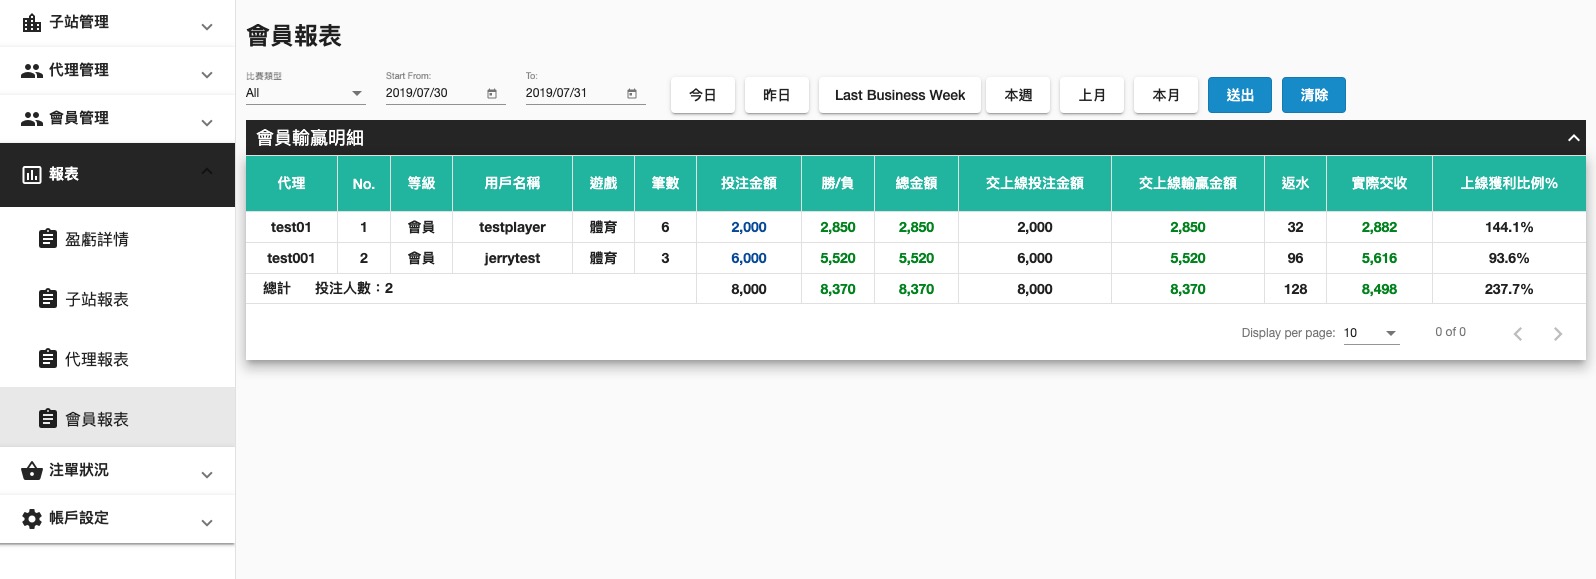 子站管理
代理管理
會員管理
報表
盈虧詳情
子站報表
代理報表
會員報表
注單狀況
帳戶設定
會員報表
比賽類型 Start From: To:
All 2019/07/30 2019/07/31 今日 昨日 Last Business Week 本週 上月 本月 送出 清除
會員輸贏明細
代理 No. 等級 用戶名稱 遊戲 筆數 投注金額 勝/負 總金額 交上線投注金額 交上線輸贏金額 返水 實際交收 上線獲利比例%
test01 1 會員 testplayer 體育 6 2,000 2,850 2,850 2,000 2,850 32 2,882 144.1%
test001 2 會員 jerrytest 體育 3 6,000 5,520 5,520 6,000 5,520 96 5,616 93.6%
總計 投注人數：2 8,000 8,370 8,370 8,000 8,370 128 8,498 237.7%
Display per page: 10 0 of 0